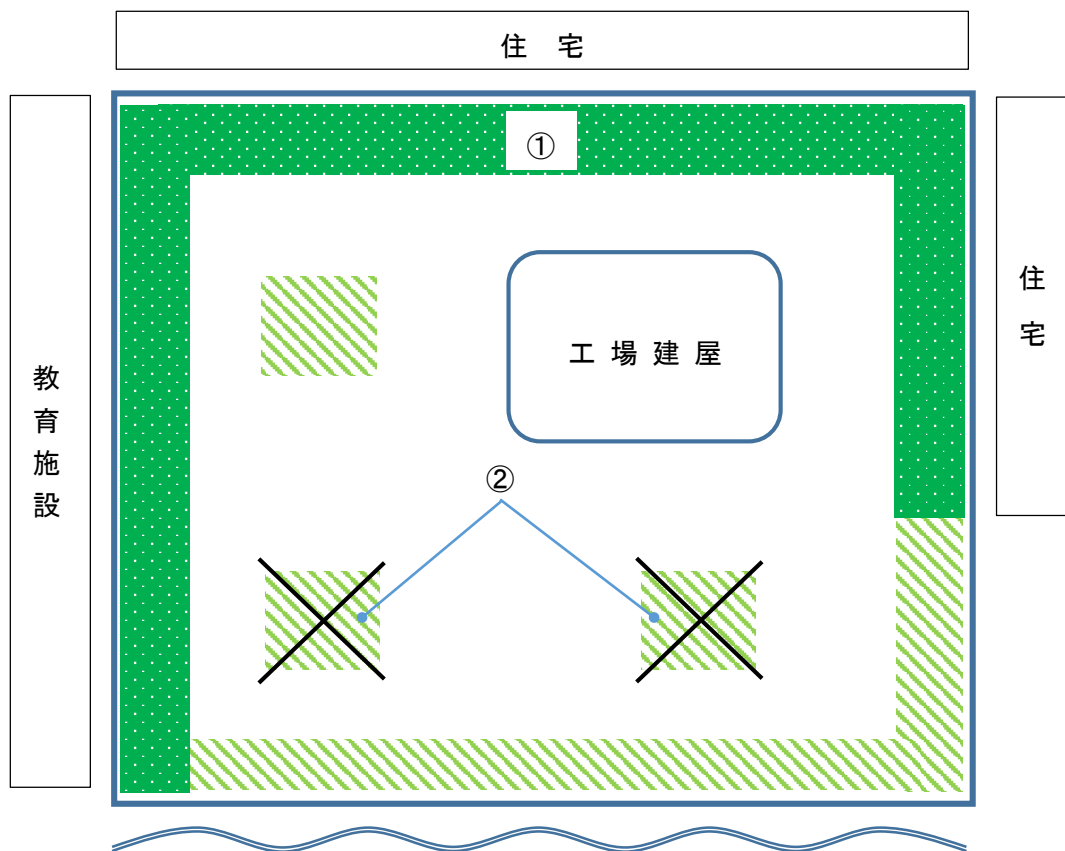 住 宅
①
住
宅
工 場 建 屋
教
育
施
設
②